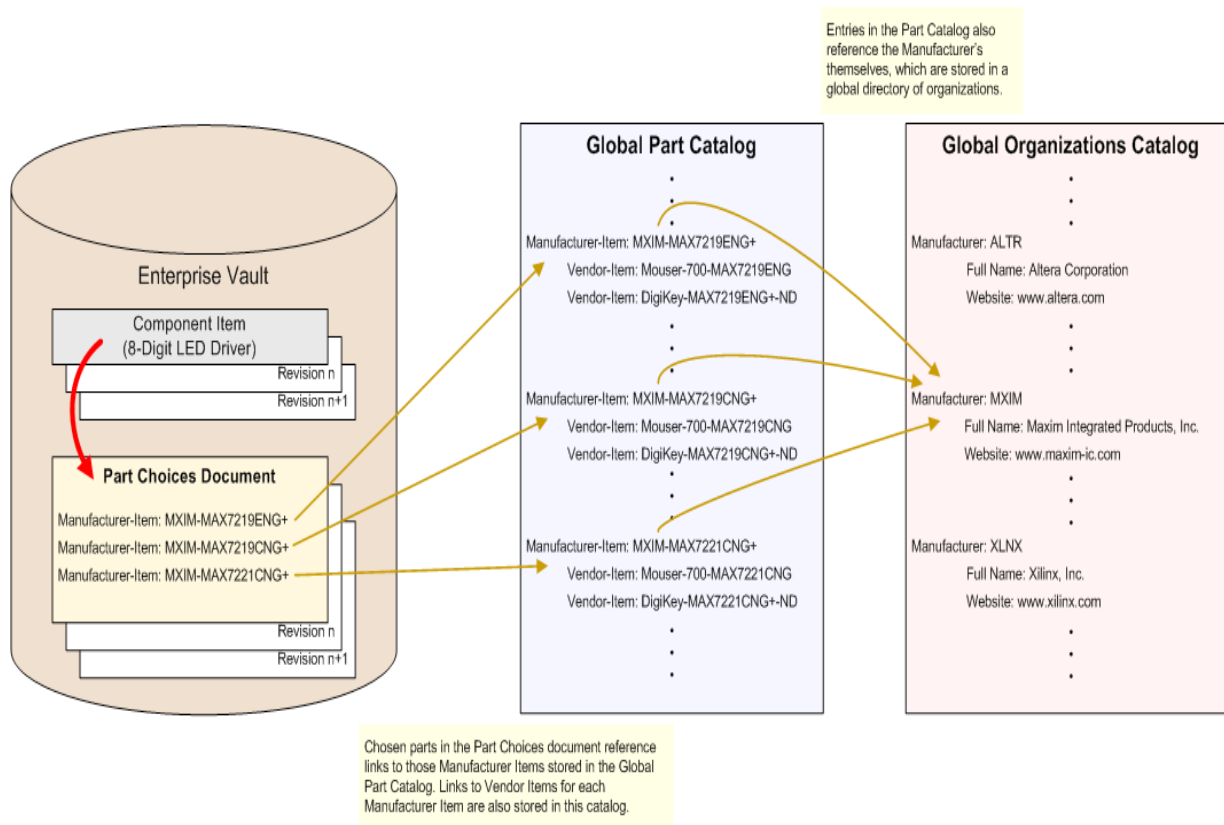 Entries in the Part Catalog also
reference the Manufacturer's
themselves, which are stored in a
global directory of organizations.
Enterprise Vault
Component Item
(8-Digit LED Driver)
Revision n
Revision n+1
Part Choices Document
Manufacturer-Item: MXIM-MAX7219ENG+
Manufacturer-Item: MXIM-MAX7219CNG+
Manufacturer-Item: MXIM-MAX7221CNG+
Revision n
Revision n+1
Global Part Catalog
Manufacturer-Item: MXIM-MAX7219ENG+
Vendor-Item: Mouser-700-MAX7219ENG
Vendor-Item: DigiKey-MAX7219ENG+-ND
Manufacturer-Item: MXIM-MAX7219CNG+
Vendor-Item: Mouser-700-MAX7219CNG
Vendor-Item: DigiKey-MAX7219CNG+-ND
Manufacturer-Item: MXIM-MAX7221CNG+
Vendor-Item: Mouser-700-MAX7221CNG
Vendor-Item: DigiKey-MAX7221CNG+-ND
Global Organizations Catalog
Manufacturer: ALTR
Full Name: Altera Corporation
Website: www.altera.com
Manufacturer: MXIM
Full Name: Maxim Integrated Products, Inc.
Website: www.maxim-ic.com
Manufacturer: XLNX
Full Name: Xilinx, Inc.
Website: www.xilinx.com
Chosen parts in the Part Choices document reference
links to those Manufacturer Items stored in the Global
Part Catalog. Links to Vendor Items for each
Manufacturer Item are also stored in this catalog.